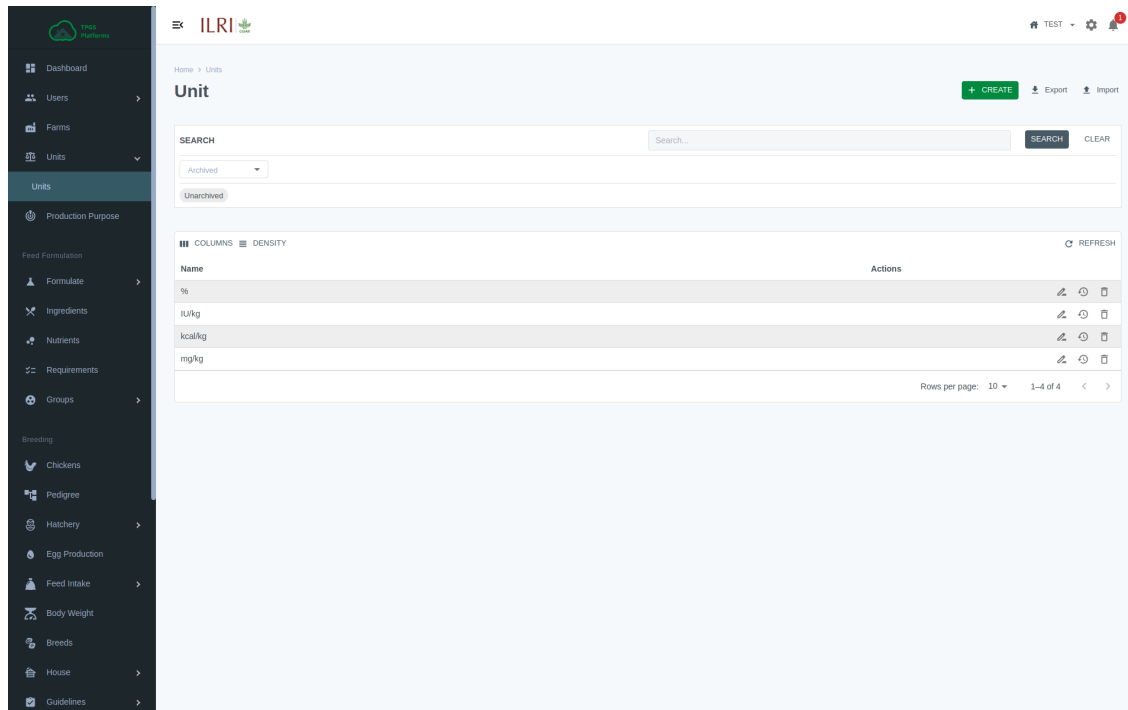 TPGS
Platforms
ILRI
CGIAR
TEST
1
Dashboard
Users
Farms
Units
Units
Production Purpose
Feed Formulation
Formulate
Ingredients
Nutrients
Requirements
Groups
Breeding
Chickens
Pedigree
Hatchery
Egg Production
Feed Intake
Body Weight
Breeds
House
Guidelines
Home > Units
Unit
+ CREATE Export Import
SEARCH Search... SEARCH CLEAR
Archived
Unarchived
COLUMNS DENSITY REFRESH
Name Actions
%
IU/kg
kcal/kg
mg/kg
Rows per page: 10 1–4 of 4